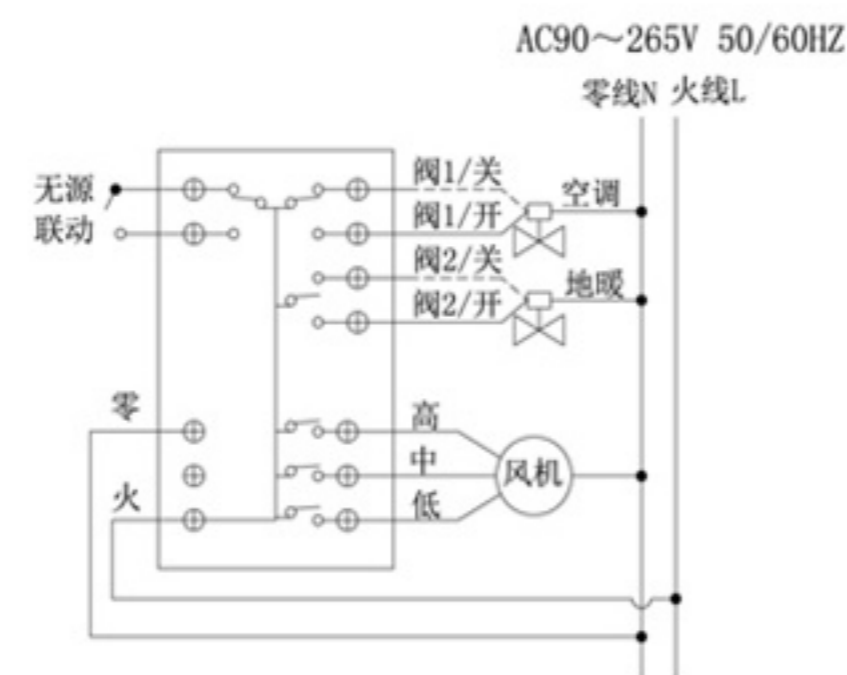 AC90～265V 50/60HZ
零线N 火线L
无源
联动
阀1/关
空调
阀1/开
阀2/关
地暖
阀2/开
零
高
中
风机
火
低